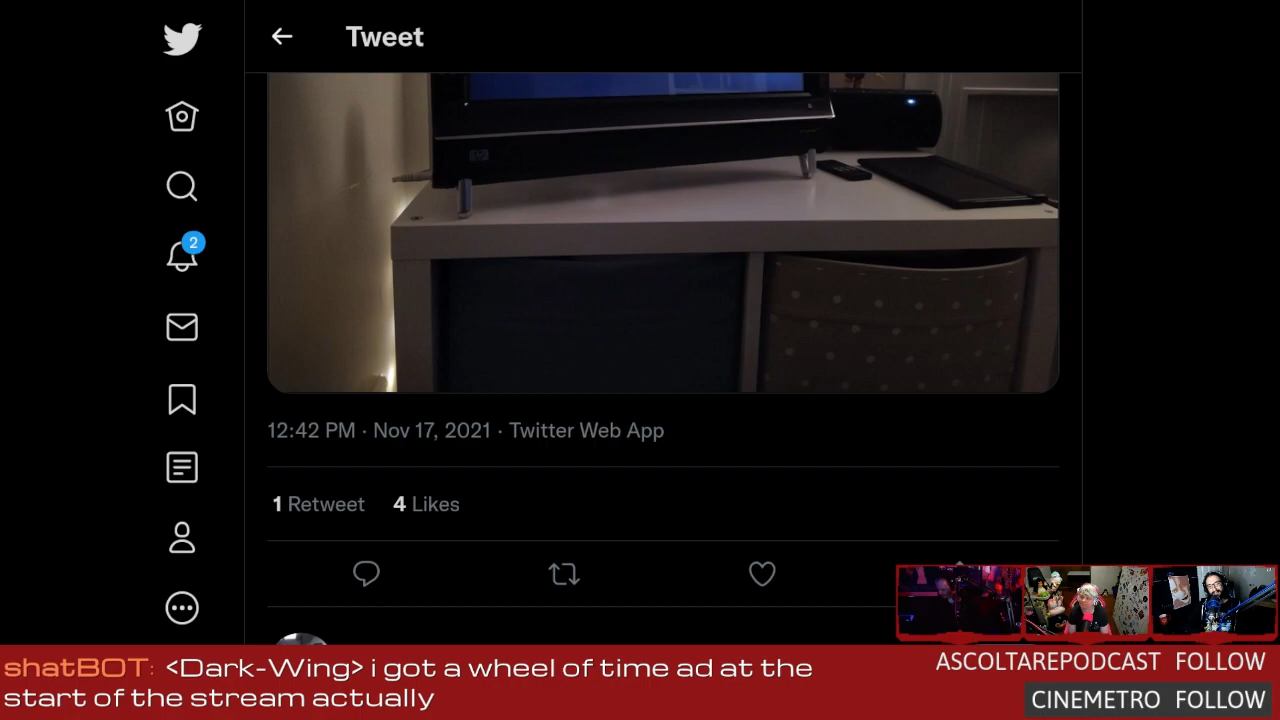 Tweet
2
12:42 PM · Nov 17, 2021 · Twitter Web App
1 Retweet 4 Likes
shatBOT: <Dark-Wing> i got a wheel of time ad at the
start of the stream actually
ASCOLTAREPODCAST FOLLOW
CINEMETRO FOLLOW